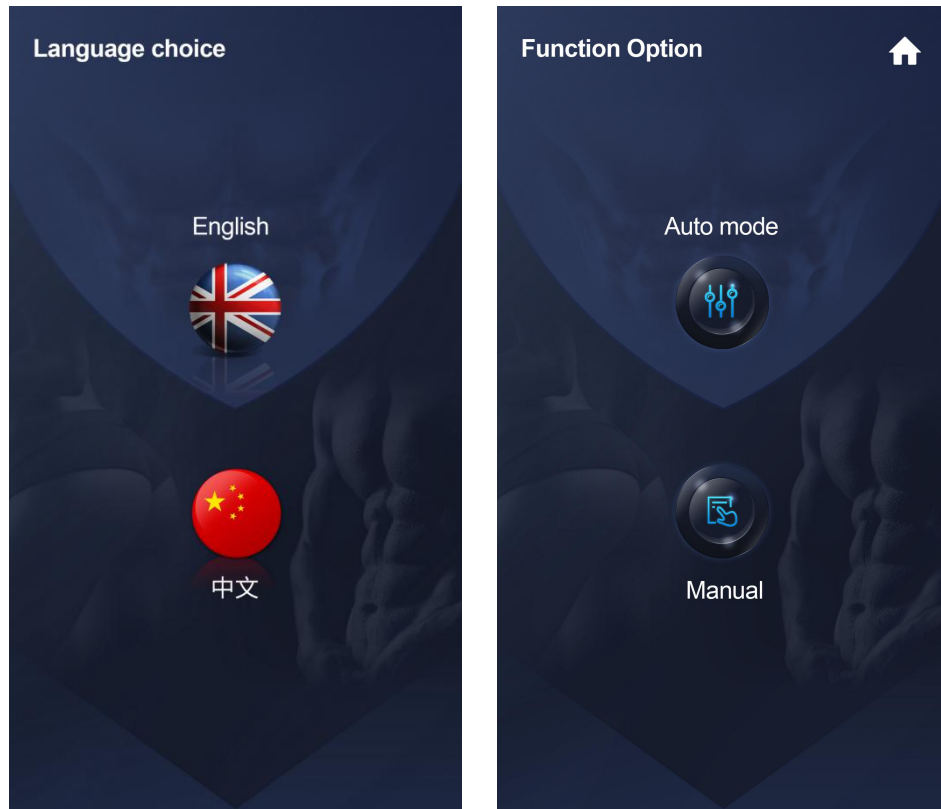 Language choice
English
中文
Function Option
Auto mode
Manual